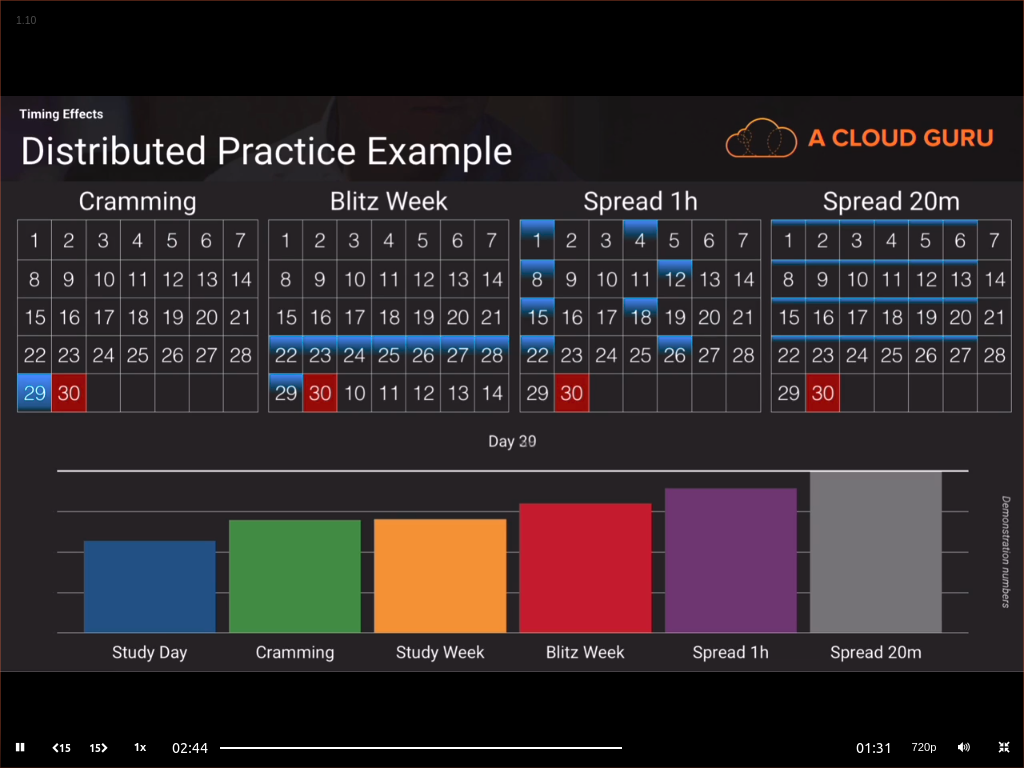 1.10
Timing Effects
Distributed Practice Example
A CLOUD GURU
Cramming
1 2 3 4 5 6 7
8 9 10 11 12 13 14
15 16 17 18 19 20 21
22 23 24 25 26 27 28
29 30
Blitz Week
1 2 3 4 5 6 7
8 9 10 11 12 13 14
15 16 17 18 19 20 21
22 23 24 25 26 27 28
29 30 10 11 12 13 14
Spread 1h
1 2 3 4 5 6 7
8 9 10 11 12 13 14
15 16 17 18 19 20 21
22 23 24 25 26 27 28
29 30
Spread 20m
1 2 3 4 5 6 7
8 9 10 11 12 13 14
15 16 17 18 19 20 21
22 23 24 25 26 27 28
29 30
Day
Demonstration numbers
Study Day
Cramming
Study Week
Blitz Week
Spread 1h
Spread 20m
15 15 1x 02:44 01:31 720p